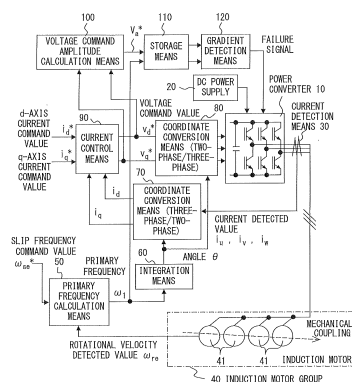 100
110
120
VOLTAGE COMMAND
AMPLITUDE
CALCULATION MEANS
Va*
STORAGE
MEANS
GRADIENT
DETECTION MEANS
FAILURE
SIGNAL
20
DC POWER
SUPPLY
POWER
CONVERTER 10
CURRENT
DETECTION
MEANS 30
90
VOLTAGE
COMMAND VALUE
80
d-AXIS
CURRENT
COMMAND
VALUE
id*
iq*
CURRENT
CONTROL
MEANS
vd*
vq*
COORDINATE
CONVERSION
MEANS (TWO-
PHASE/THREE-
PHASE)
q-AXIS
CURRENT
COMMAND
VALUE
id
iq
70
COORDINATE
CONVERSION
MEANS (THREE-
PHASE/TWO-
PHASE)
CURRENT DETECTED
VALUE
iu, iv, iw
SLIP FREQUENCY
COMMAND VALUE
ωse*
50
PRIMARY
FREQUENCY
ω1
60
ANGLE θ
INTEGRATION
MEANS
PRIMARY
FREQUENCY
CALCULATION
MEANS
ROTATIONAL VELOCITY
DETECTED VALUE ωre
MECHANICAL
COUPLING
41
41
INDUCTION MOTOR
40 INDUCTION MOTOR GROUP